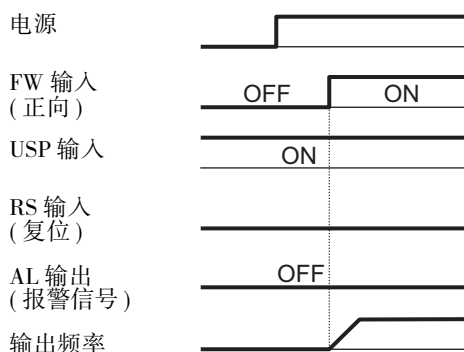 电源
FW 输入
( 正向 )
OFF ON
USP 输入
ON
RS 输入
( 复位 )
AL 输出
( 报警信号 )
OFF
输出频率